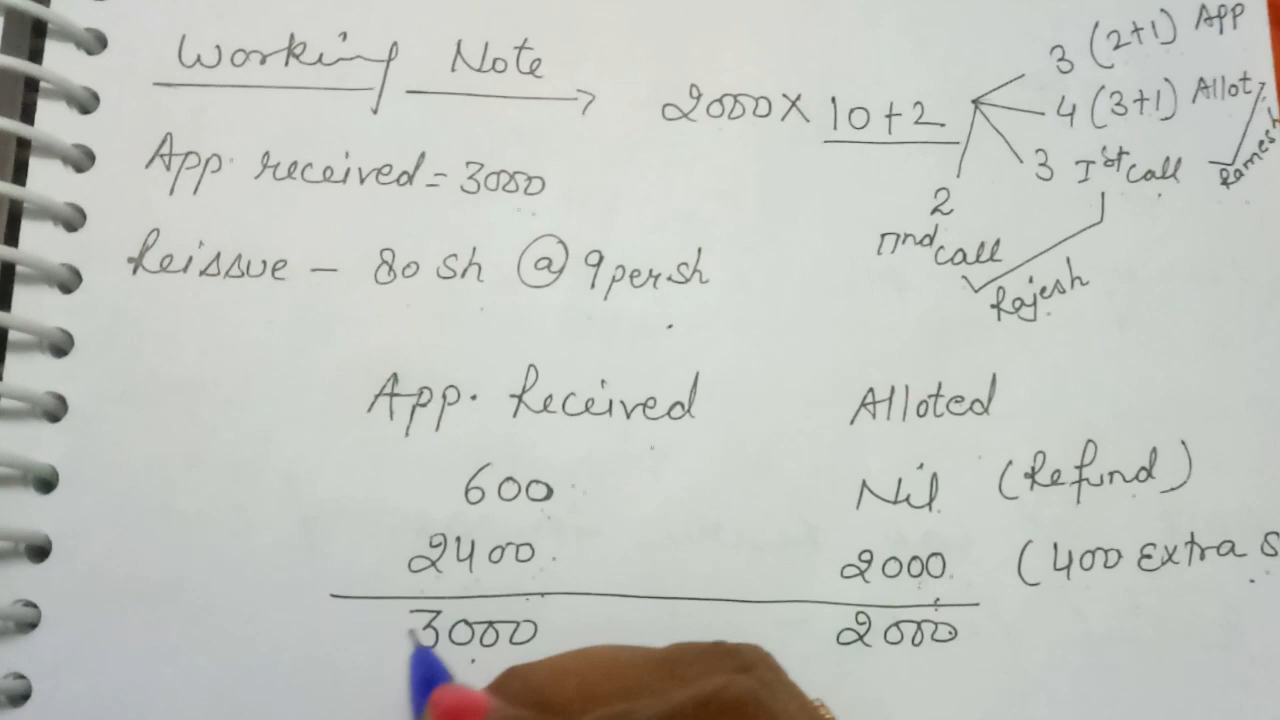 Working Note
2000 × 10 + 2
3 (2+1) App
4 (3+1) Allot
3 Ist call
Ramesh
2
IInd call
Rajesh
App. received = 3000
Reissue - 80 sh @ 9 per sh
App. Received Alloted
600 Nil (Refund)
2400 2000 (400 Extra S
3000 2000